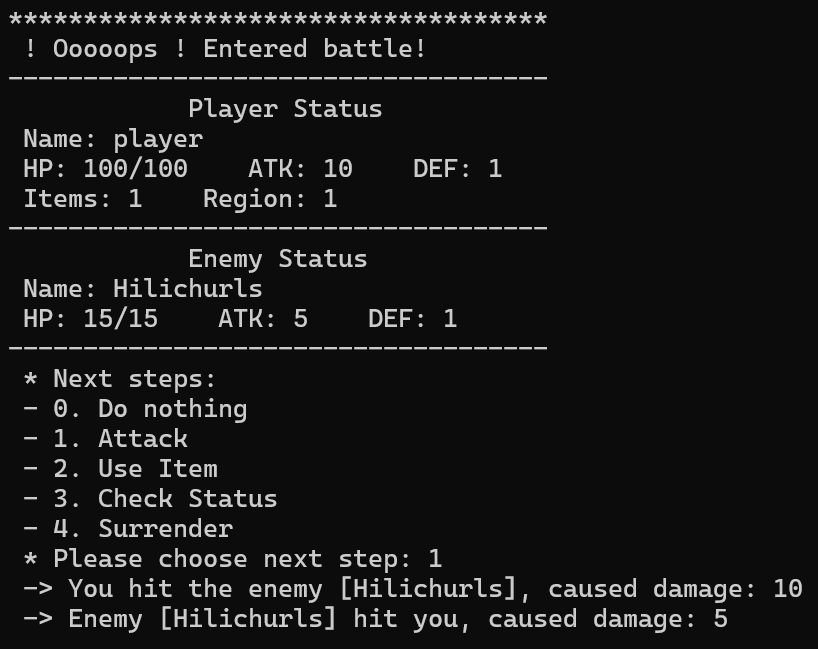 ************************************
 ! Ooooops ! Entered battle!
------------------------------------
            Player Status
 Name: player
 HP: 100/100    ATK: 10    DEF: 1
 Items: 1    Region: 1
------------------------------------
            Enemy Status
 Name: Hilichurls
 HP: 15/15    ATK: 5    DEF: 1
------------------------------------
 * Next steps:
 - 0. Do nothing
 - 1. Attack
 - 2. Use Item
 - 3. Check Status
 - 4. Surrender
 * Please choose next step: 1
 -> You hit the enemy [Hilichurls], caused damage: 10
 -> Enemy [Hilichurls] hit you, caused damage: 5